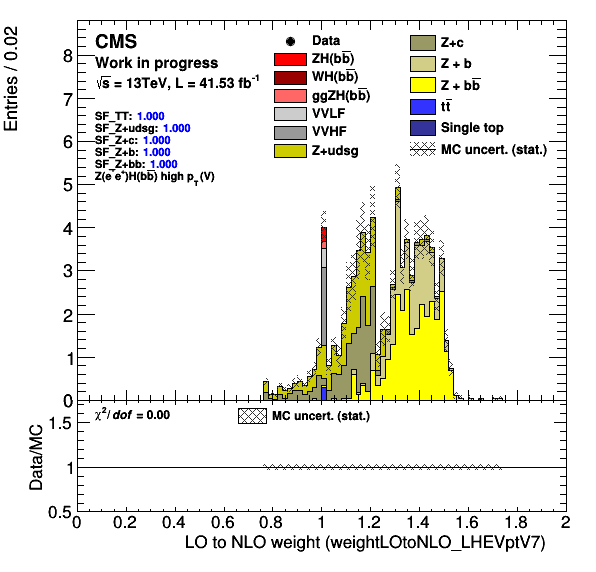 Entries / 0.02
CMS
Work in progress
√s = 13TeV, L = 41.53 fb⁻¹
SF_TT: 1.000
SF_Z+udsg: 1.000
SF_Z+c: 1.000
SF_Z+b: 1.000
SF_Z+bb: 1.000
Z(e⁻e⁺)H(bb̅) high p_T(V)
Data
ZH(bb̅)
WH(bb̅)
ggZH(bb̅)
VVLF
VVHF
Z+udsg
Z+c
Z + b
Z + bb̅
tt̅
Single top
MC uncert. (stat.)
8
7
6
5
4
3
2
1
0
Data/MC
χ²/dof = 0.00
MC uncert. (stat.)
1.5
1
0.5
0 0.2 0.4 0.6 0.8 1 1.2 1.4 1.6 1.8 2
LO to NLO weight (weightLOtoNLO_LHEVptV7)